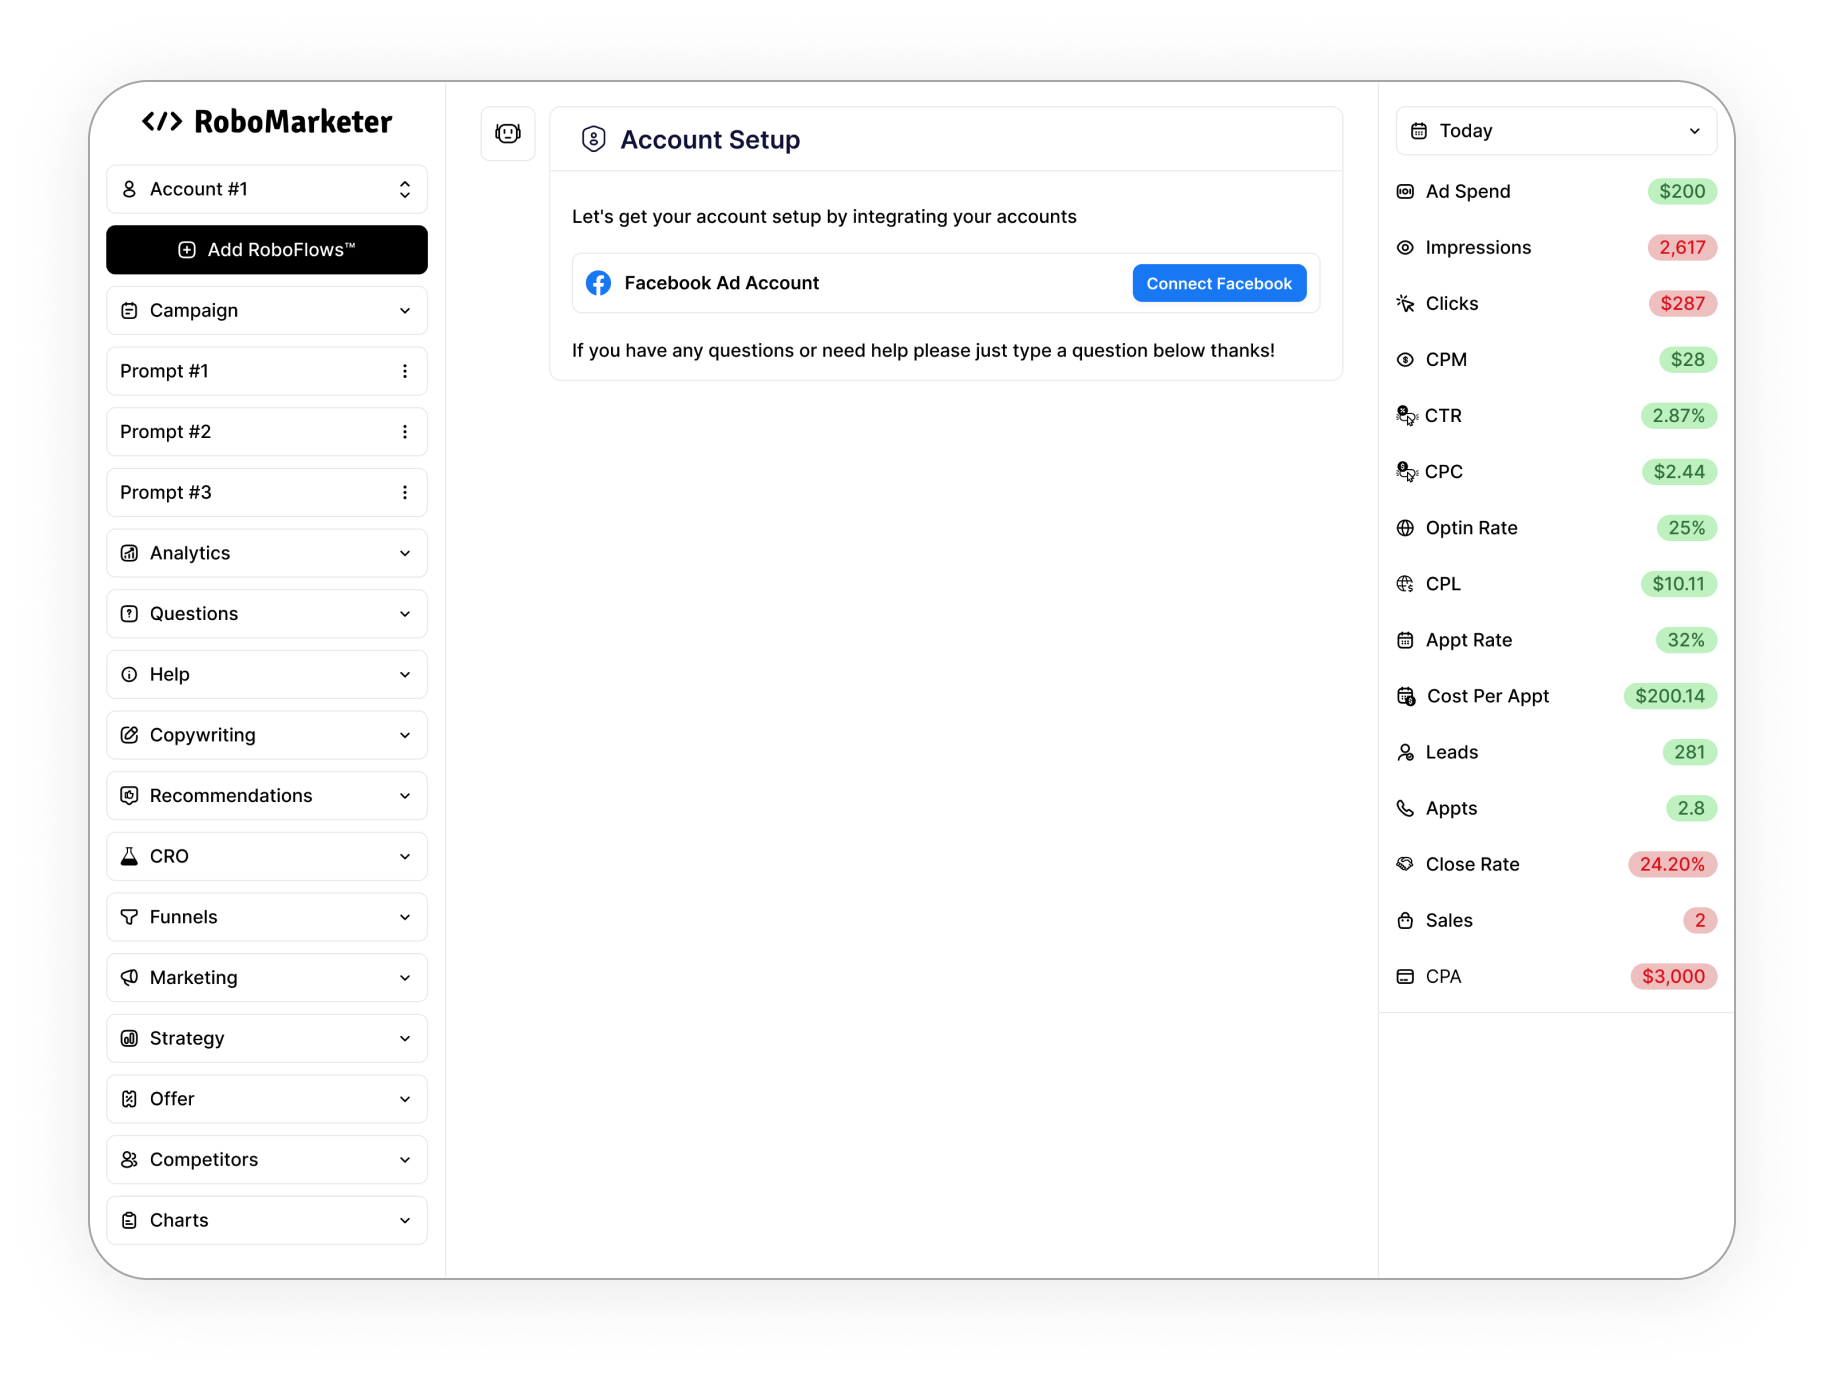 </> RoboMarketer
Account #1
Add RoboFlows™
Campaign
Prompt #1
Prompt #2
Prompt #3
Analytics
Questions
Help
Copywriting
Recommendations
CRO
Funnels
Marketing
Strategy
Offer
Competitors
Charts
Account Setup
Let's get your account setup by integrating your accounts
Facebook Ad Account
Connect Facebook
If you have any questions or need help please just type a question below thanks!
Today
Ad Spend $200
Impressions 2,617
Clicks $287
CPM $28
CTR 2.87%
CPC $2.44
Optin Rate 25%
CPL $10.11
Appt Rate 32%
Cost Per Appt $200.14
Leads 281
Appts 2.8
Close Rate 24.20%
Sales 2
CPA $3,000